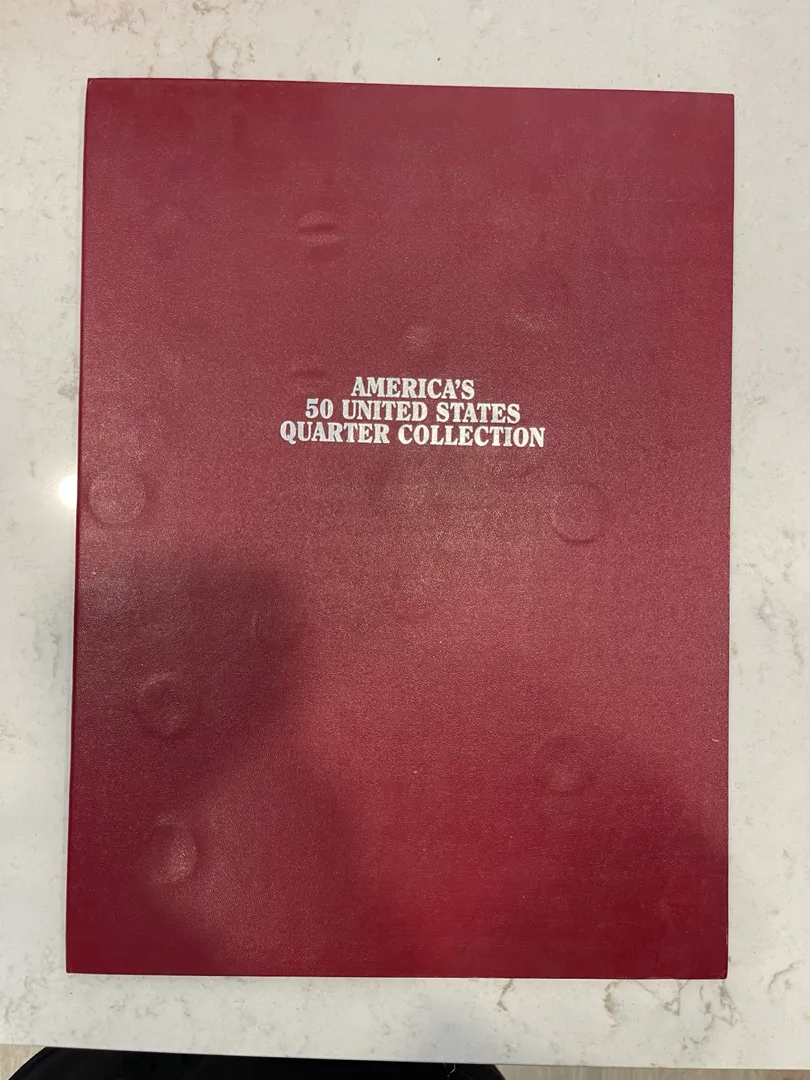 AMERICA'S
50 UNITED STATES
QUARTER COLLECTION